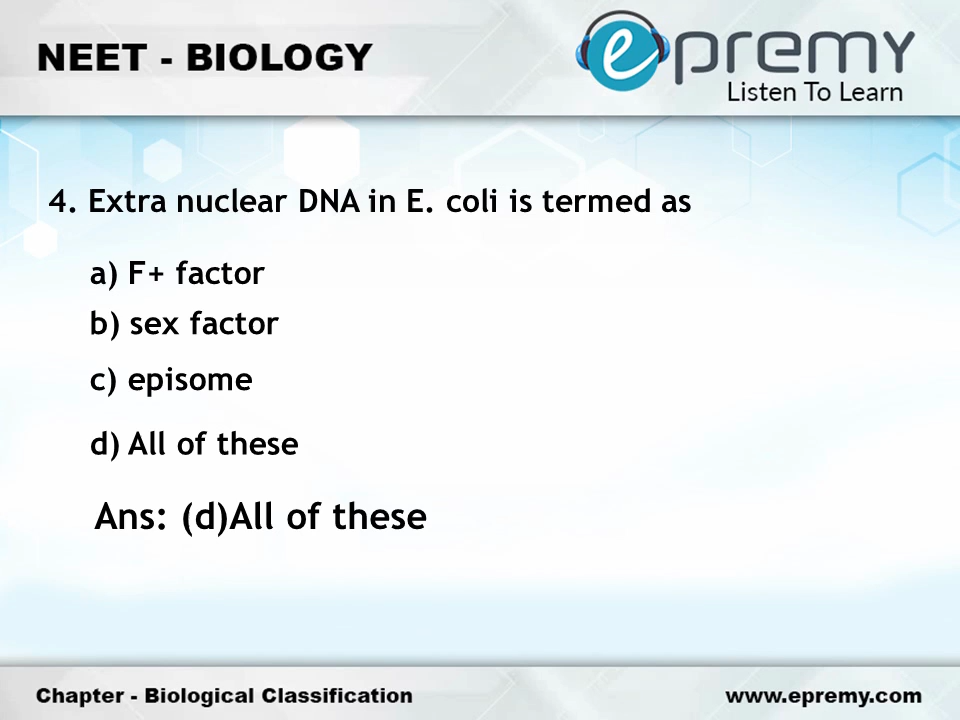 NEET - BIOLOGY
epremy
Listen To Learn
4. Extra nuclear DNA in E. coli is termed as
a) F+ factor
b) sex factor
c) episome
d) All of these
Ans: (d)All of these
Chapter - Biological Classification
www.epremy.com